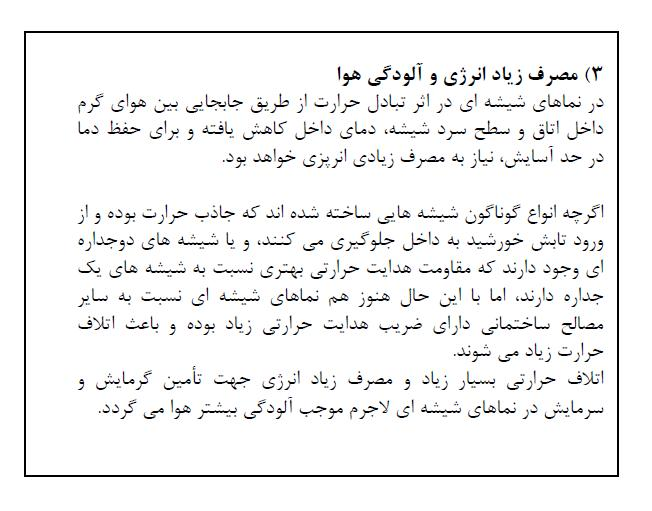 ۳) مصرف زیاد انرژی و آلودگی هوا
در نماهای شیشه ای در اثر تبادل حرارت از طریق جابجایی بین هوای گرم
داخل اتاق و سطح سرد شیشه، دمای داخل کاهش یافته و برای حفظ دما
در حد آسایش، نیاز به مصرف زیادی انرپزی خواهد بود.
اگرچه انواع گوناگون شیشه هایی ساخته شده اند که جاذب حرارت بوده و از
ورود تابش خورشید به داخل جلوگیری می کنند، و یا شیشه های دوجداره
ای وجود دارند که مقاومت هدایت حرارتی بهتری نسبت به شیشه های یک
جداره دارند، اما با این حال هنوز هم نماهای شیشه ای نسبت به سایر
مصالح ساختمانی دارای ضریب هدایت حرارتی زیاد بوده و باعث اتلاف
حرارت زیاد می شوند.
اتلاف حرارتی بسیار زیاد و مصرف زیاد انرژی جهت تأمین گرمایش و
سرمایش در نماهای شیشه ای لاجرم موجب آلودگی بیشتر هوا می گردد.